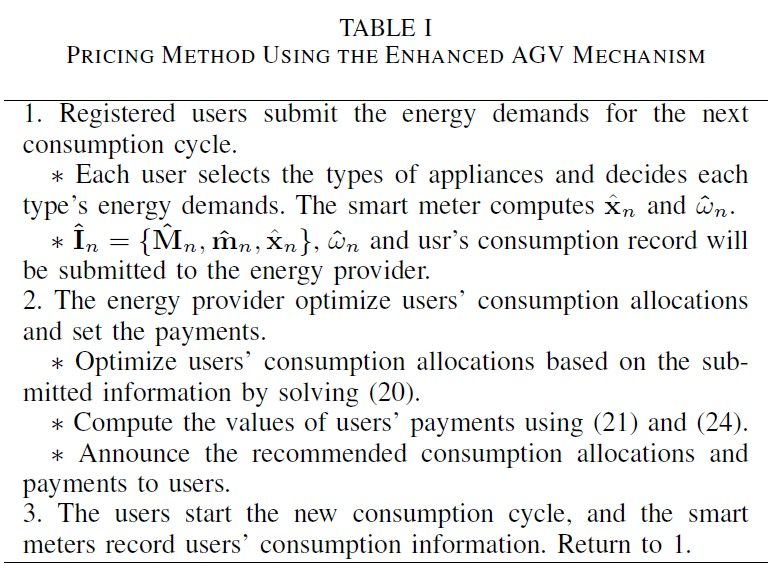 TABLE I
PRICING METHOD USING THE ENHANCED AGV MECHANISM
1. Registered users submit the energy demands for the next
consumption cycle.
∗ Each user selects the types of appliances and decides each
type's energy demands. The smart meter computes x̂ₙ and ω̂ₙ.
∗ Îₙ = {M̂ₙ, m̂ₙ, x̂ₙ}, ω̂ₙ and usr's consumption record will
be submitted to the energy provider.
2. The energy provider optimize users' consumption allocations
and set the payments.
∗ Optimize users' consumption allocations based on the sub-
mitted information by solving (20).
∗ Compute the values of users' payments using (21) and (24).
∗ Announce the recommended consumption allocations and
payments to users.
3. The users start the new consumption cycle, and the smart
meters record users' consumption information. Return to 1.